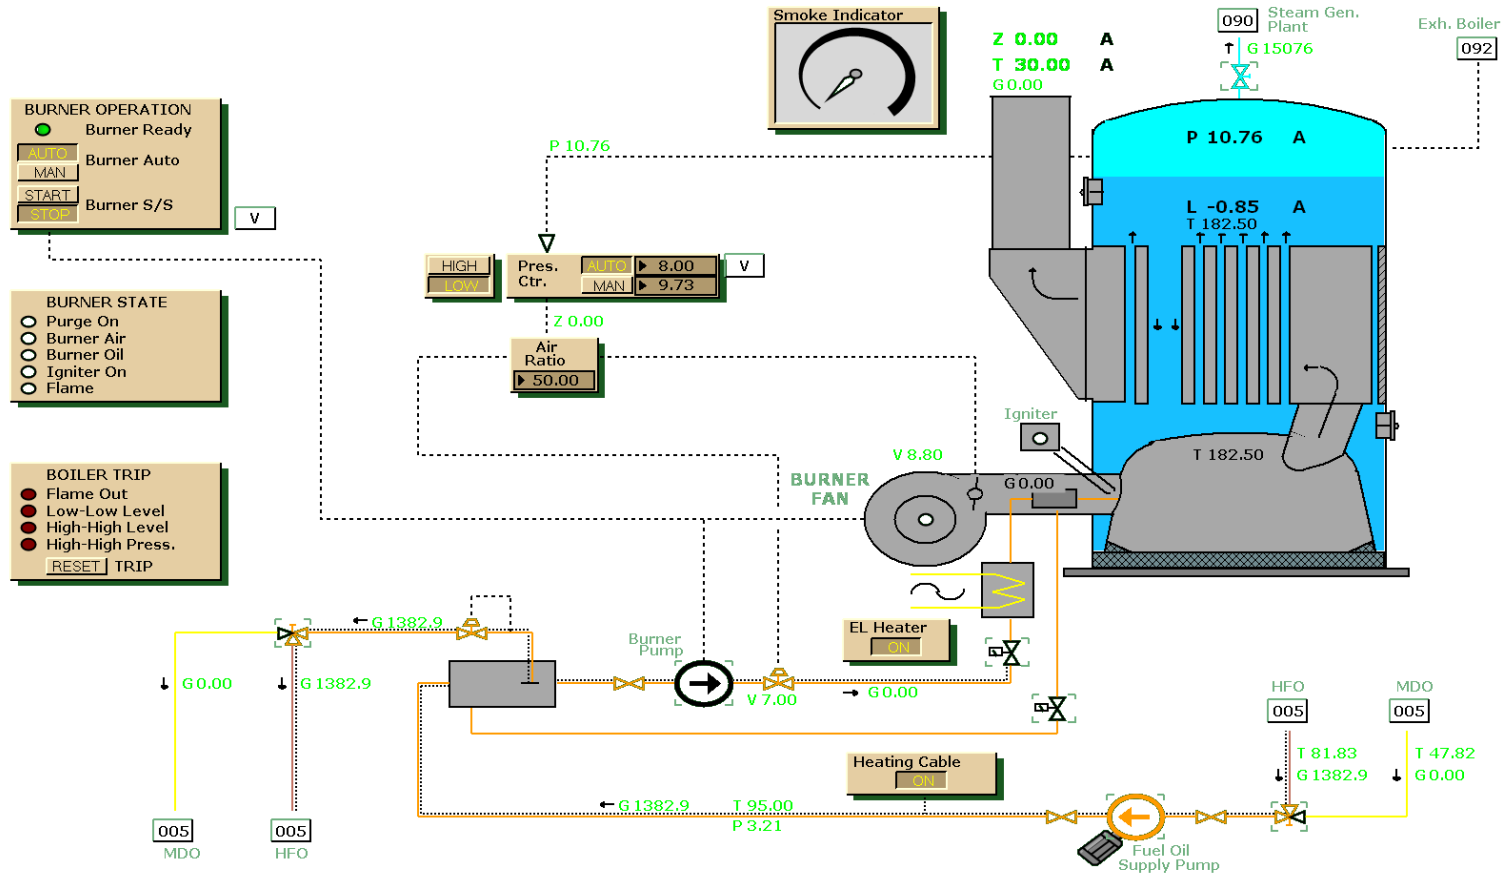 Smoke Indicator
090
Steam Gen.
Plant
Exh. Boiler
092
G 15076
Z 0.00 A
T 30.00 A
G 0.00
BURNER OPERATION
Burner Ready
AUTO
MAN
Burner Auto
START
STOP
Burner S/S
V
P 10.76
P 10.76 A
L -0.85 A
T 182.50
HIGH
LOW
Pres.
Ctr.
AUTO
MAN
8.00
9.73
V
Z 0.00
Air
Ratio
50.00
BURNER STATE
Purge On
Burner Air
Burner Oil
Igniter On
Flame
Igniter
V 8.80
BURNER
FAN
G 0.00
T 182.50
BOILER TRIP
Flame Out
Low-Low Level
High-High Level
High-High Press.
RESET TRIP
G 1382.9
Burner
Pump
EL Heater
ON
G 0.00
G 1382.9
V 7.00
G 0.00
HFO
005
MDO
005
T 81.83
G 1382.9
T 47.82
G 0.00
Heating Cable
ON
G 1382.9
T 95.00
P 3.21
005
MDO
005
HFO
Fuel Oil
Supply Pump